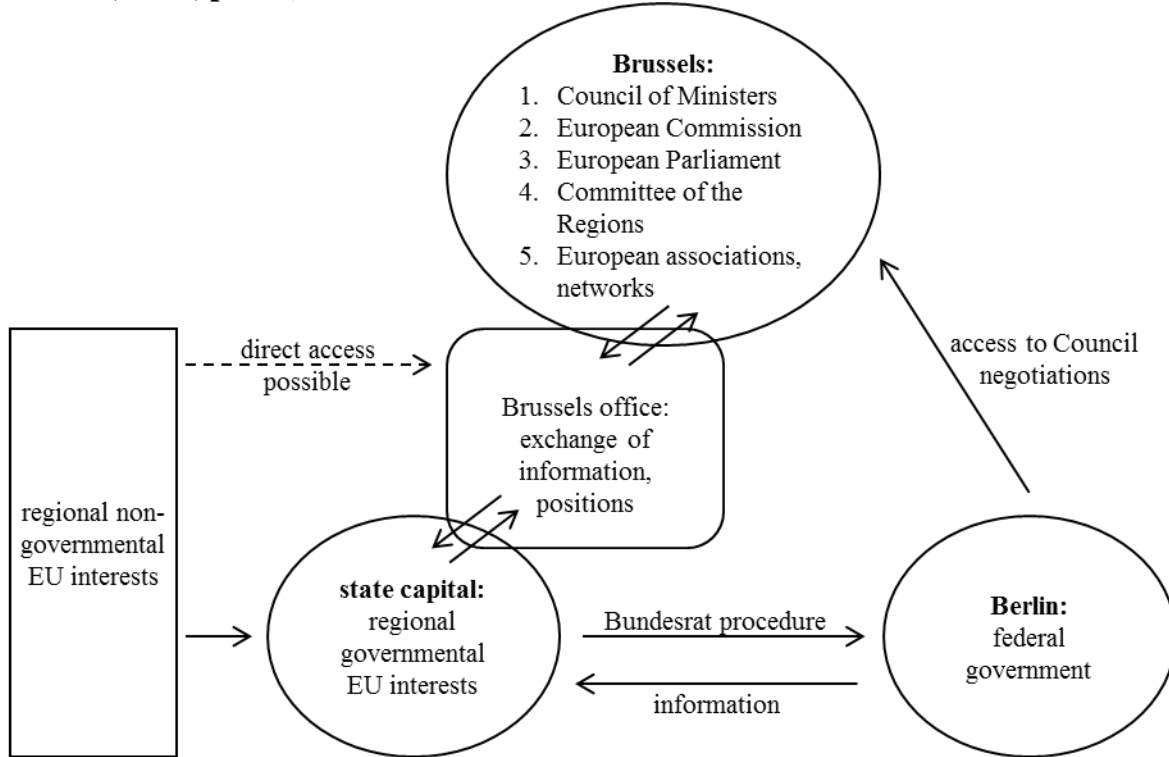 Brussels:
1. Council of Ministers
2. European Commission
3. European Parliament
4. Committee of the
Regions
5. European associations,
networks
direct access
possible
access to Council
negotiations
Brussels office:
exchange of
information,
positions
regional non-
governmental
EU interests
state capital:
regional
governmental
EU interests
Bundesrat procedure
information
Berlin:
federal
government